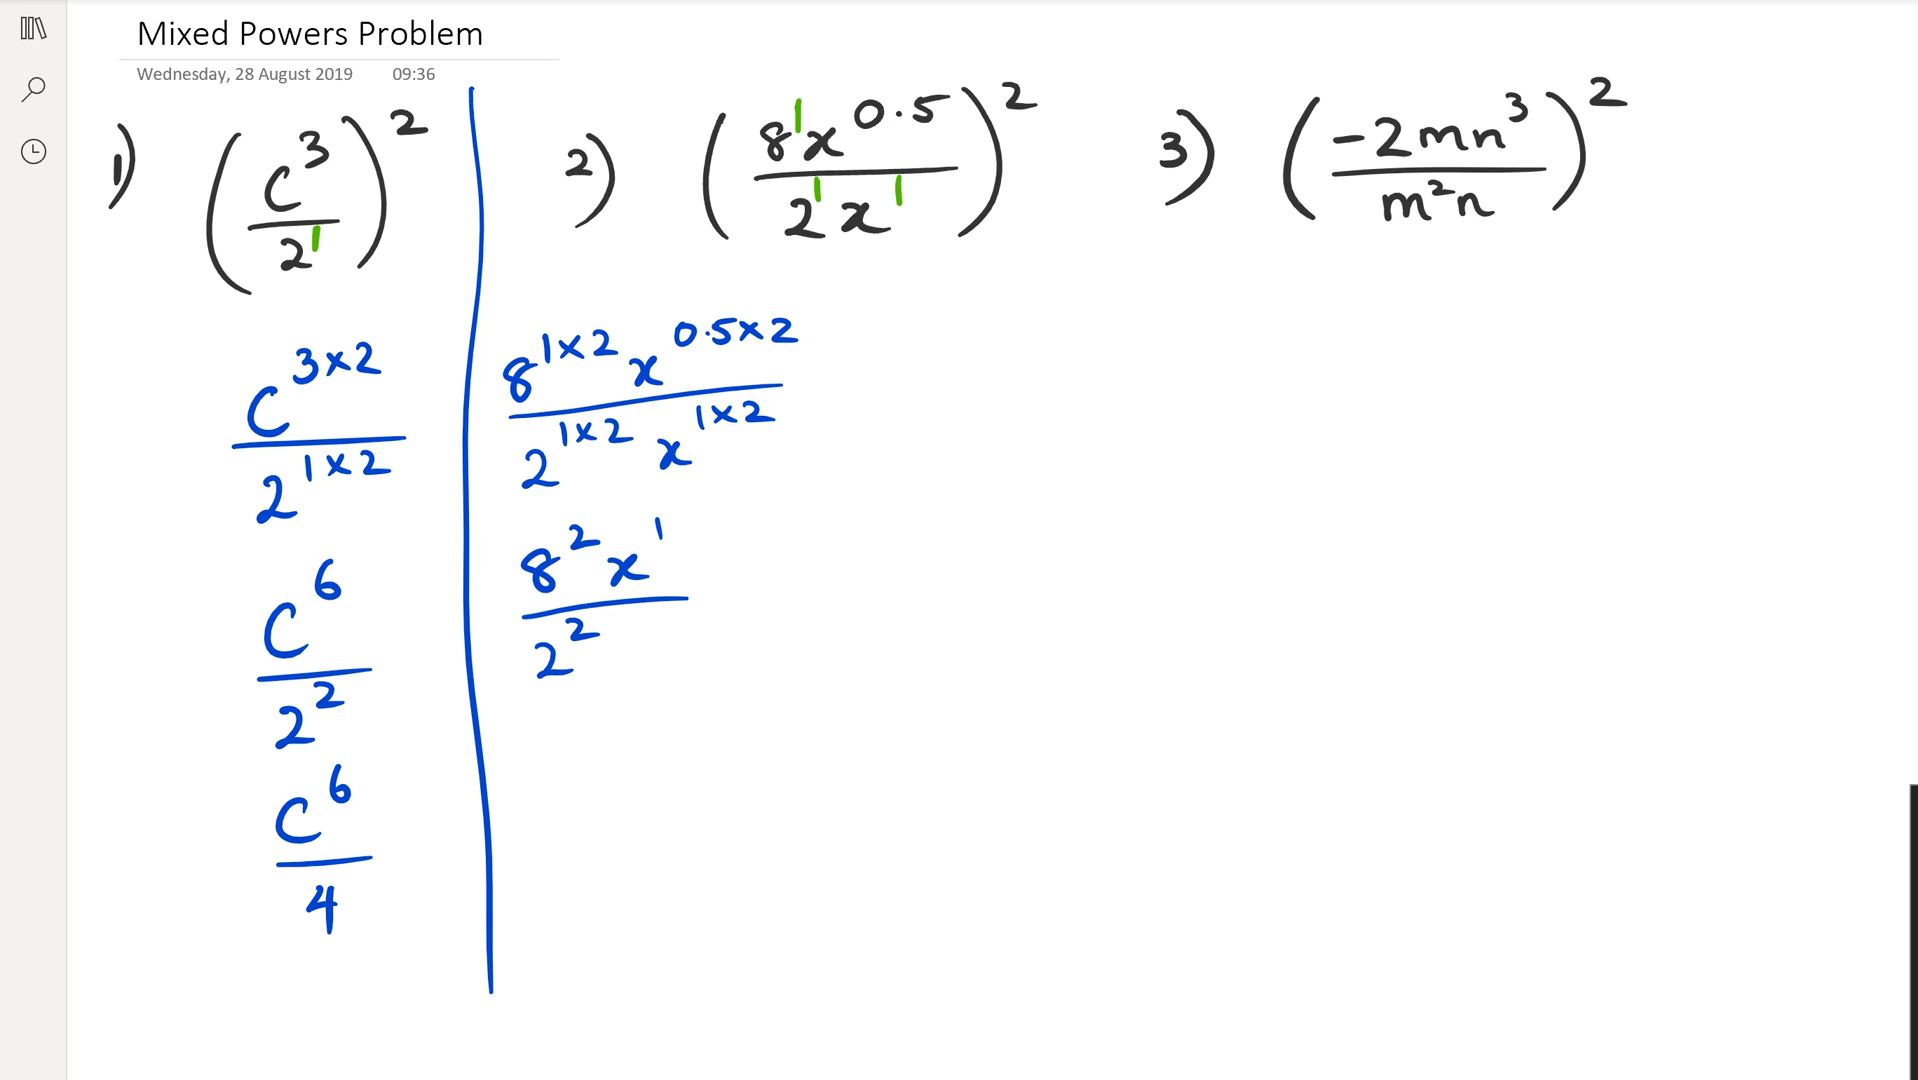 Mixed Powers Problem
Wednesday, 28 August 2019 09:36
1) (c^3 / 2^1)^2
c^(3×2) / 2^(1×2)
c^6 / 2^2
c^6 / 4
2) (8^1 x^0.5 / 2^1 x^1)^2
8^(1×2) x^(0.5×2) / 2^(1×2) x^(1×2)
8^2 x^1 / 2^2
3) (-2mn^3 / m^2n)^2